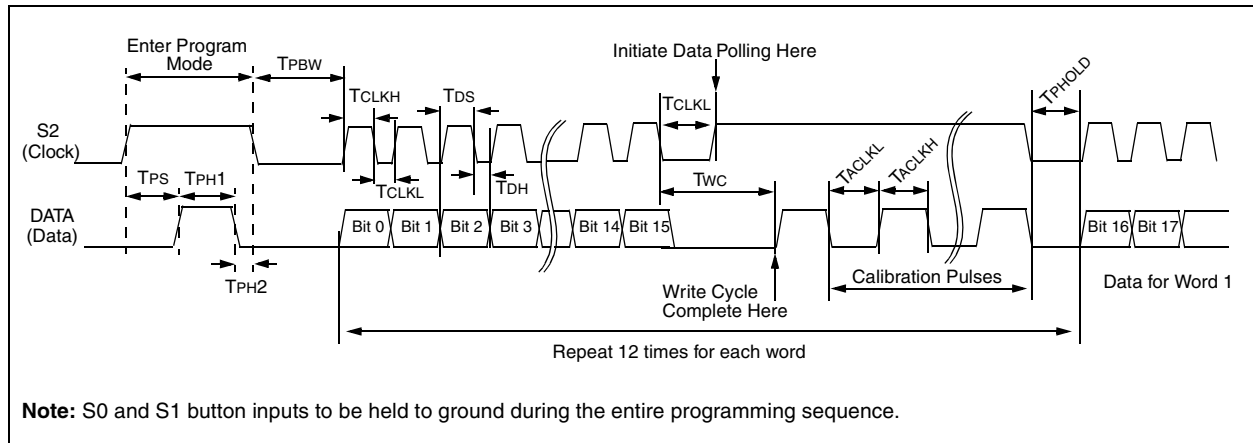 Enter Program
Mode
TPBW
Initiate Data Polling Here
TPHOLD
TCLKH
TDS
TCLKL
S2
(Clock)
TPS
TPH1
TCLKL
TDH
TWC
TACLKL
TACLKH
DATA
(Data)
Bit 0
Bit 1
Bit 2
Bit 3
Bit 14
Bit 15
Bit 16
Bit 17
TPH2
Write Cycle
Complete Here
Calibration Pulses
Data for Word 1
Repeat 12 times for each word
Note: S0 and S1 button inputs to be held to ground during the entire programming sequence.